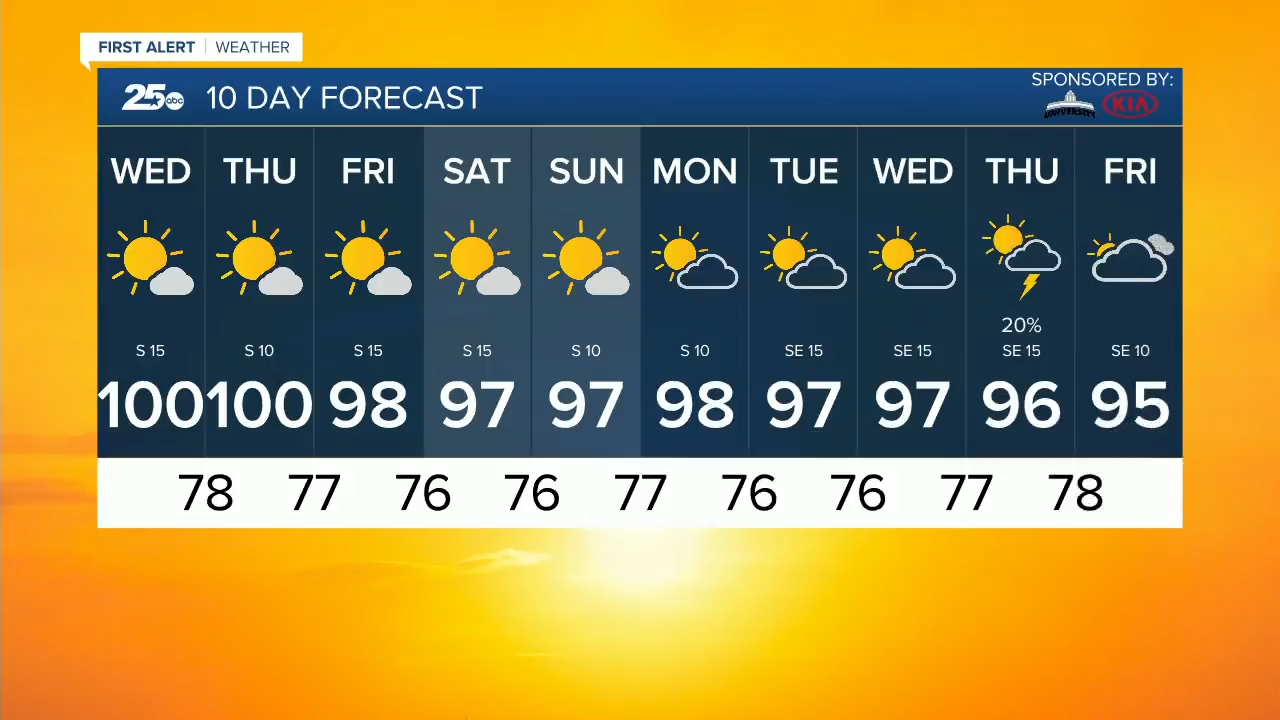 FIRST ALERT | WEATHER
25 abc 10 DAY FORECAST
SPONSORED BY:
UNIVERSITY KIA
WED THU FRI SAT SUN MON TUE WED THU FRI
20%
S 15 S 10 S 15 S 15 S 10 S 10 SE 15 SE 15 SE 15 SE 10
100 100 98 97 97 98 97 97 96 95
78 77 76 76 77 76 76 77 78